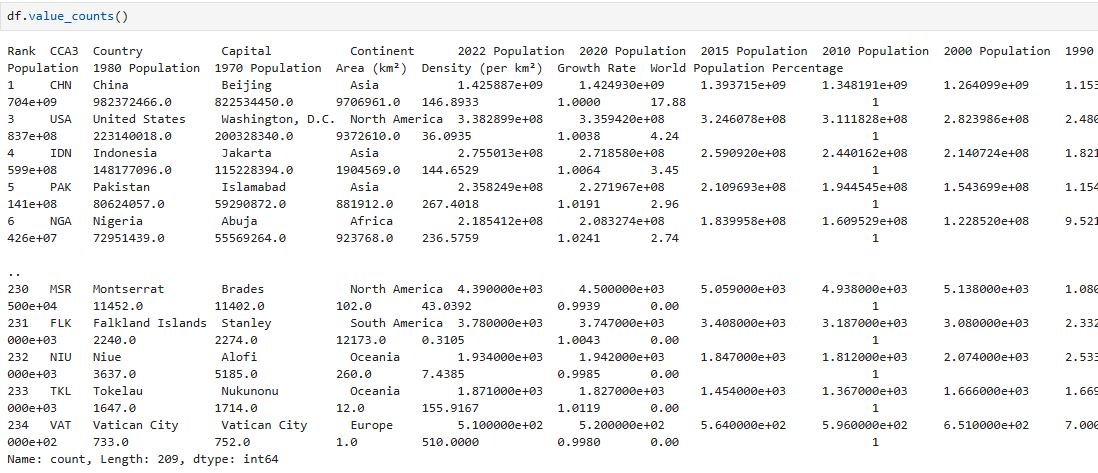 df.value_counts()
Rank CCA3 Country Capital Continent 2022 Population 2020 Population 2015 Population 2010 Population 2000 Population 1990
Population 1980 Population 1970 Population Area (km²) Density (per km²) Growth Rate World Population Percentage
1 CHN China Beijing Asia 1.425887e+09 1.424930e+09 1.393715e+09 1.348191e+09 1.264099e+09 1.153
704e+09 982372466.0 822534450.0 9706961.0 146.8933 1.0000 17.88 1
3 USA United States Washington, D.C. North America 3.382899e+08 3.359420e+08 3.246078e+08 3.111828e+08 2.823986e+08 2.480
837e+08 223140018.0 200328340.0 9372610.0 36.0935 1.0038 4.24 1
4 IDN Indonesia Jakarta Asia 2.755013e+08 2.718580e+08 2.590920e+08 2.440162e+08 2.140724e+08 1.821
599e+08 148177096.0 115228394.0 1904569.0 144.6529 1.0064 3.45 1
5 PAK Pakistan Islamabad Asia 2.358249e+08 2.271967e+08 2.109693e+08 1.944545e+08 1.543699e+08 1.154
141e+08 80624057.0 59290872.0 881912.0 267.4018 1.0191 2.96 1
6 NGA Nigeria Abuja Africa 2.185412e+08 2.083274e+08 1.839958e+08 1.609529e+08 1.228520e+08 9.521
426e+07 72951439.0 55569264.0 923768.0 236.5759 1.0241 2.74 1
..
230 MSR Montserrat Brades North America 4.390000e+03 4.500000e+03 5.059000e+03 4.938000e+03 5.138000e+03 1.080
500e+04 11452.0 11402.0 102.0 43.0392 0.9939 0.00 1
231 FLK Falkland Islands Stanley South America 3.780000e+03 3.747000e+03 3.408000e+03 3.187000e+03 3.080000e+03 2.332
000e+03 2240.0 2274.0 12173.0 0.3105 1.0043 0.00 1
232 NIU Niue Alofi Oceania 1.934000e+03 1.942000e+03 1.847000e+03 1.812000e+03 2.074000e+03 2.533
000e+03 3637.0 5185.0 260.0 7.4385 0.9985 0.00 1
233 TKL Tokelau Nukunonu Oceania 1.871000e+03 1.827000e+03 1.454000e+03 1.367000e+03 1.666000e+03 1.669
000e+03 1647.0 1714.0 12.0 155.9167 1.0119 0.00 1
234 VAT Vatican City Vatican City Europe 5.100000e+02 5.200000e+02 5.640000e+02 5.960000e+02 6.510000e+02 7.000
000e+02 733.0 752.0 1.0 510.0000 0.9980 0.00 1
Name: count, Length: 209, dtype: int64